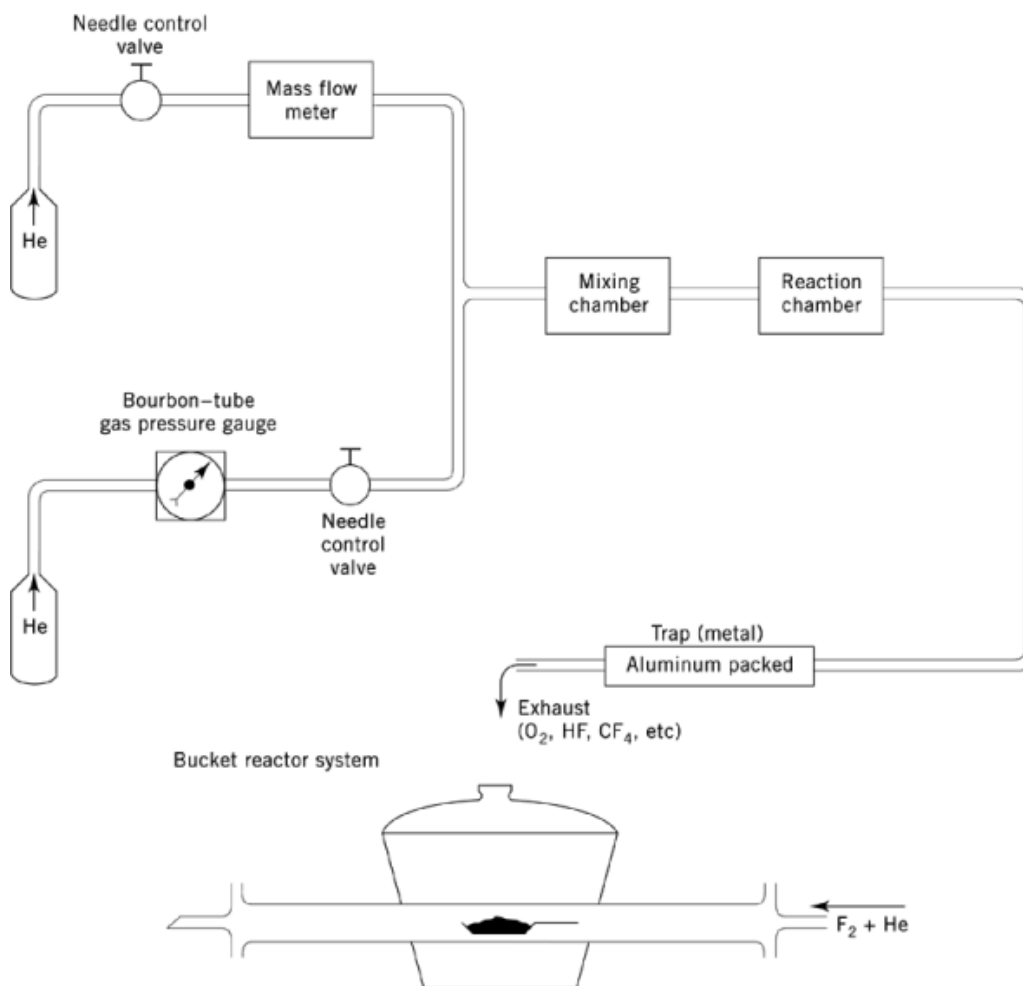 Needle control
valve
Mass flow
meter
He
Mixing
chamber
Reaction
chamber
Bourbon-tube
gas pressure gauge
Needle
control
valve
He
Trap (metal)
Aluminum packed
Exhaust
(O₂, HF, CF₄, etc)
Bucket reactor system
F₂ + He